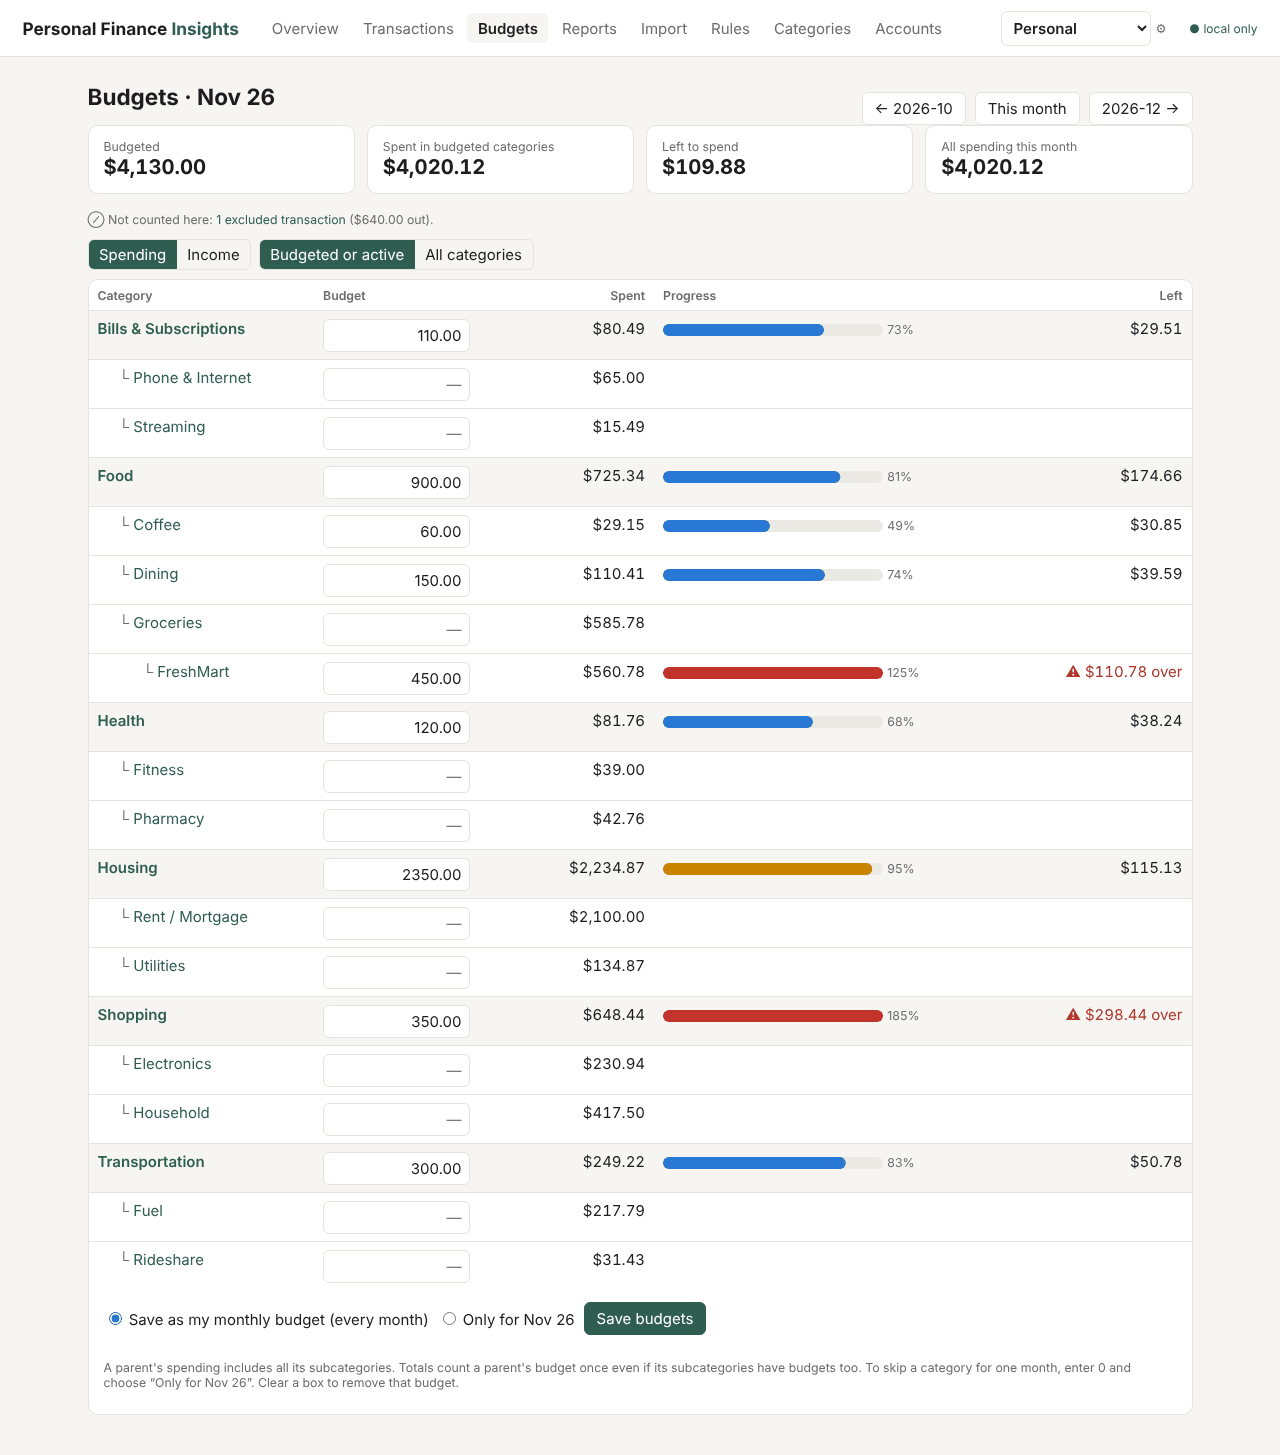 Personal Finance Insights Overview Transactions Budgets Reports Import Rules Categories Accounts Personal ⚙ local only
Budgets · Nov 26
← 2026-10 This month 2026-12 →
Budgeted
$4,130.00
Spent in budgeted categories
$4,020.12
Left to spend
$109.88
All spending this month
$4,020.12
Not counted here: 1 excluded transaction ($640.00 out).
Spending Income Budgeted or active All categories
Category Budget Spent Progress Left
Bills & Subscriptions 110.00 $80.49 73% $29.51
└ Phone & Internet — $65.00
└ Streaming — $15.49
Food 900.00 $725.34 81% $174.66
└ Coffee 60.00 $29.15 49% $30.85
└ Dining 150.00 $110.41 74% $39.59
└ Groceries — $585.78
└ FreshMart 450.00 $560.78 125% ⚠ $110.78 over
Health 120.00 $81.76 68% $38.24
└ Fitness — $39.00
└ Pharmacy — $42.76
Housing 2350.00 $2,234.87 95% $115.13
└ Rent / Mortgage — $2,100.00
└ Utilities — $134.87
Shopping 350.00 $648.44 185% ⚠ $298.44 over
└ Electronics — $230.94
└ Household — $417.50
Transportation 300.00 $249.22 83% $50.78
└ Fuel — $217.79
└ Rideshare — $31.43
Save as my monthly budget (every month) Only for Nov 26 Save budgets
A parent's spending includes all its subcategories. Totals count a parent's budget once even if its subcategories have budgets too. To skip a category for one month, enter 0 and
choose “Only for Nov 26”. Clear a box to remove that budget.